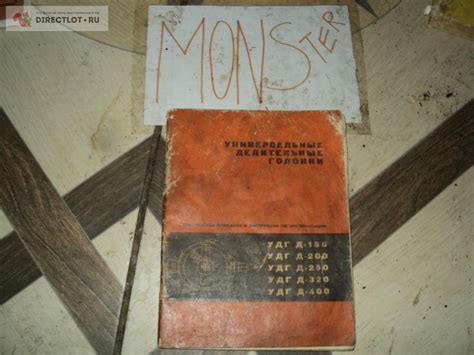 DIRECTLOT.RU
MONSTER
УНИВЕРСАЛЬНЫЕ
ДЕЛИТЕЛЬНЫЕ
ГОЛОВКИ
УДГ Д-160
УДГ Д-200
УДГ Д-250
УДГ Д-320
УДГ Д-400